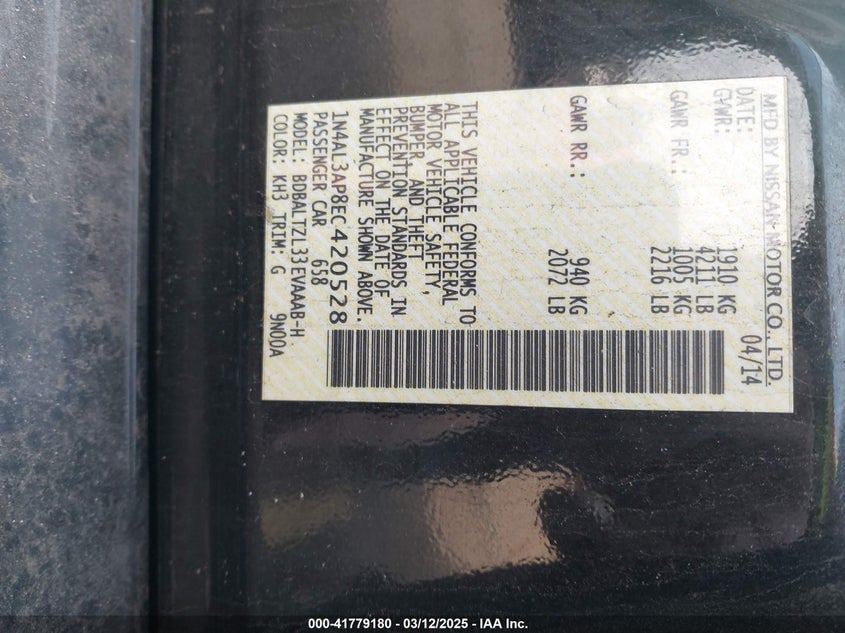 MFD BY NISSAN MOTOR CO., LTD.
DATE: 04/14
GVWR: 1910 KG
4211 LB
GAWR FR.: 1005 KG
2216 LB
GAWR RR.: 940 KG
2072 LB
THIS VEHICLE CONFORMS TO
ALL APPLICABLE FEDERAL
MOTOR VEHICLE SAFETY,
BUMPER, AND THEFT
PREVENTION STANDARDS IN
EFFECT ON THE DATE OF
MANUFACTURE SHOWN ABOVE.
1N4AL3AP8EC420528
PASSENGER CAR 658
MODEL: BDBALTZL33EVAAAB-H
COLOR: KH3 TRIM: G 9N00A
000-41779180 - 03/12/2025 - IAA Inc.